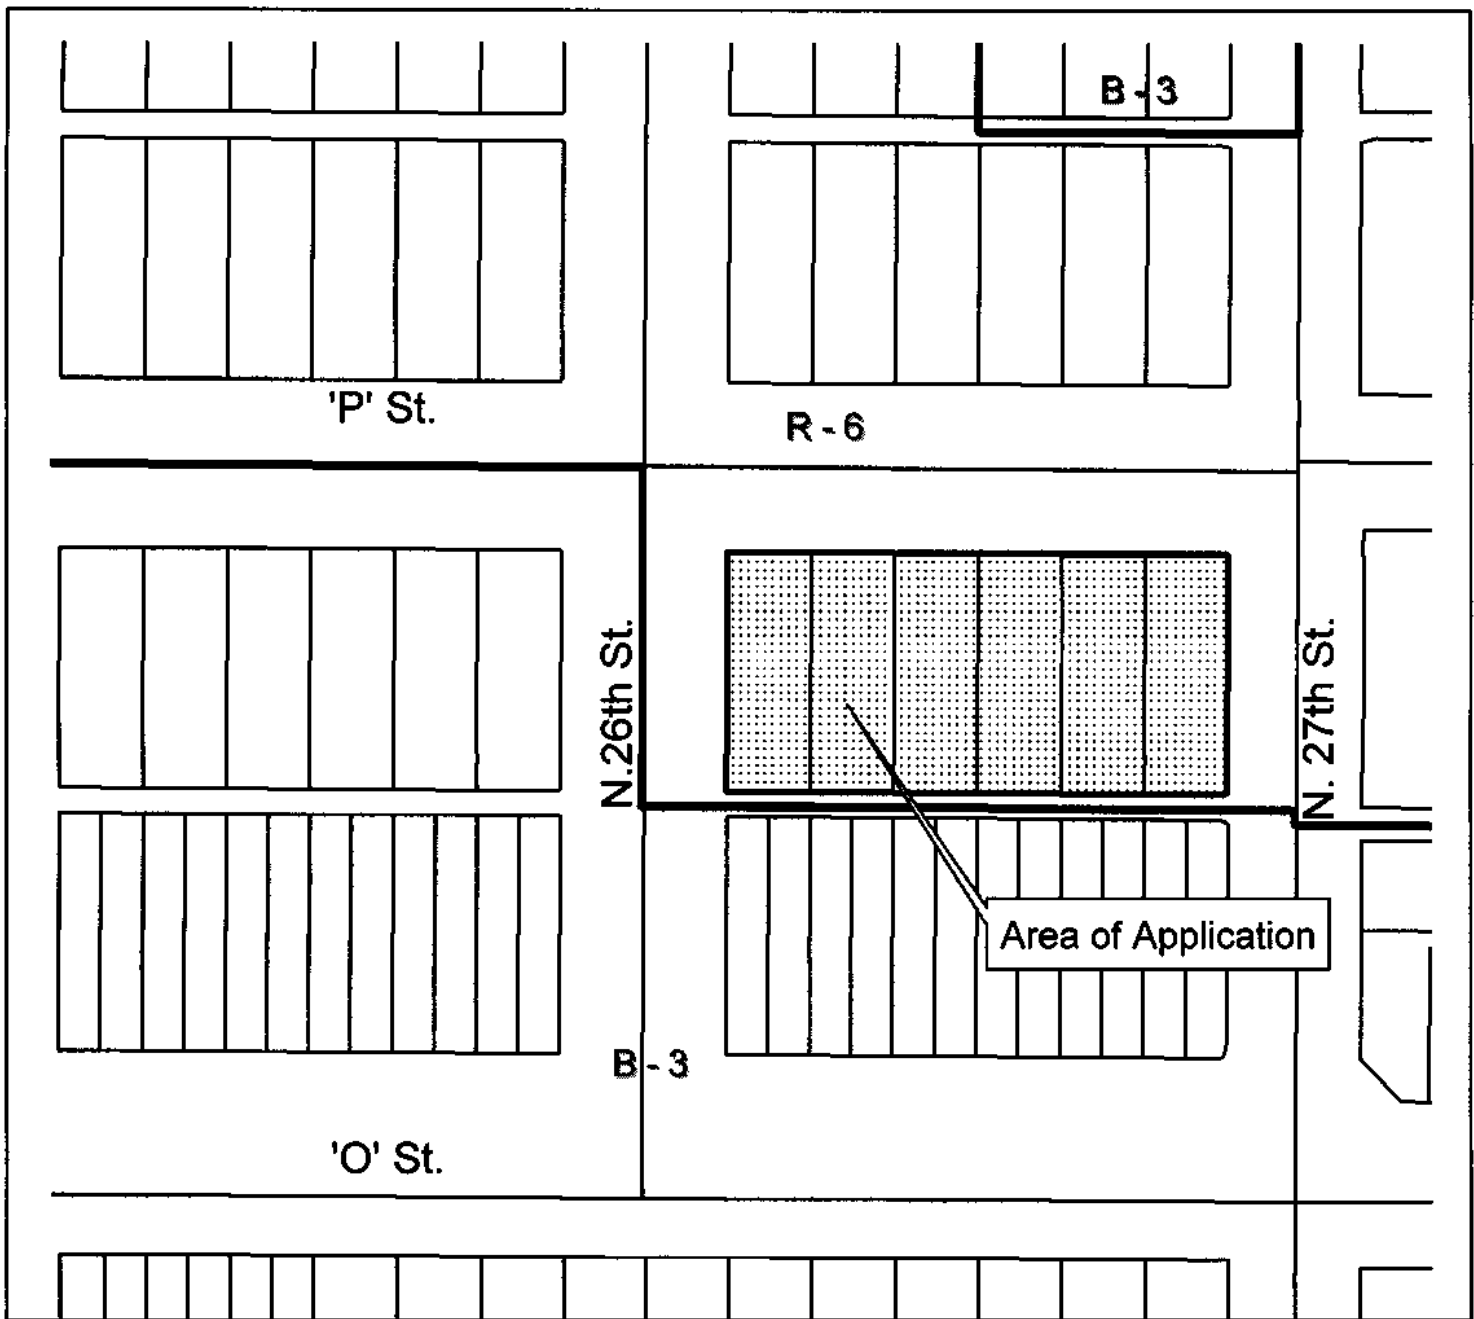 B - 3
'P' St.
R - 6
N.26th St.
N. 27th St.
Area of Application
B - 3
'O' St.